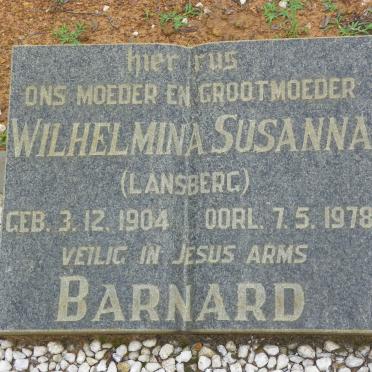 hier rus
ONS MOEDER EN GROOTMOEDER
WILHELMINA SUSANNA
(LANSBERG)
GEB. 3.12.1904 OORL. 7.5.1978
VEILIG IN JESUS ARMS
BARNARD